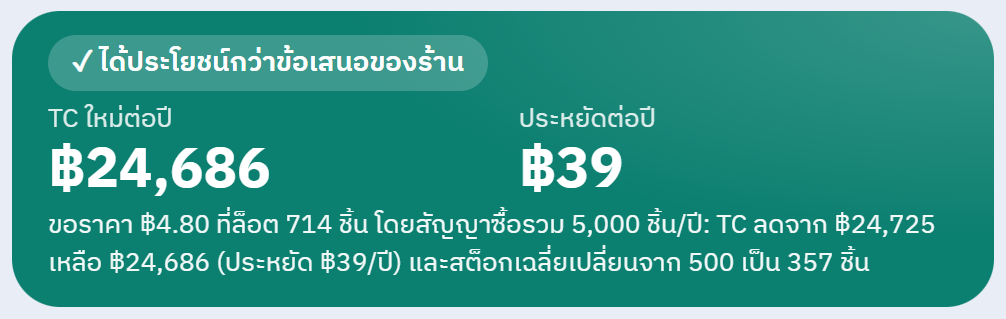 ✓ ได้ประโยชน์กว่าข้อเสนอของร้าน
TC ใหม่ต่อปี
฿24,686
ประหยัดต่อปี
฿39
ขอราคา ฿4.80 ที่ล็อต 714 ชิ้น โดยสัญญาซื้อรวม 5,000 ชิ้น/ปี: TC ลดจาก ฿24,725
เหลือ ฿24,686 (ประหยัด ฿39/ปี) และสต็อกเฉลี่ยเปลี่ยนจาก 500 เป็น 357 ชิ้น